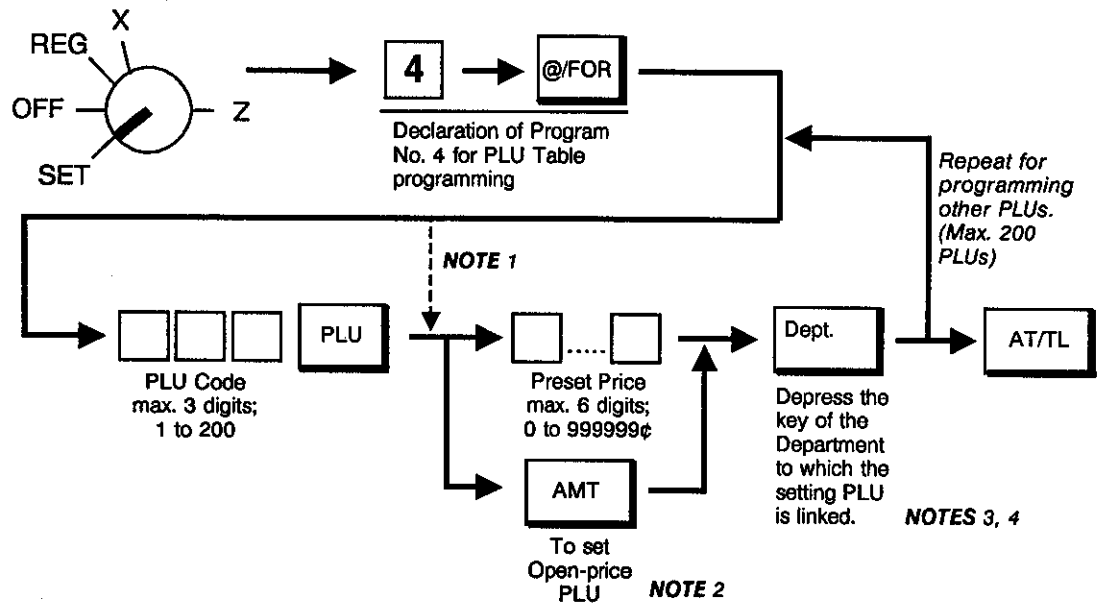 X
REG
OFF
Z
SET
4
@/FOR
Declaration of Program
No. 4 for PLU Table
programming
Repeat for
programming
other PLUs.
(Max. 200
PLUs)
NOTE 1
PLU
PLU Code
max. 3 digits;
1 to 200
.....
Preset Price
max. 6 digits;
0 to 999999¢
AMT
To set
Open-price
PLU
NOTE 2
Dept.
Depress the
key of the
Department
to which the
setting PLU
is linked.
NOTES 3, 4
AT/TL